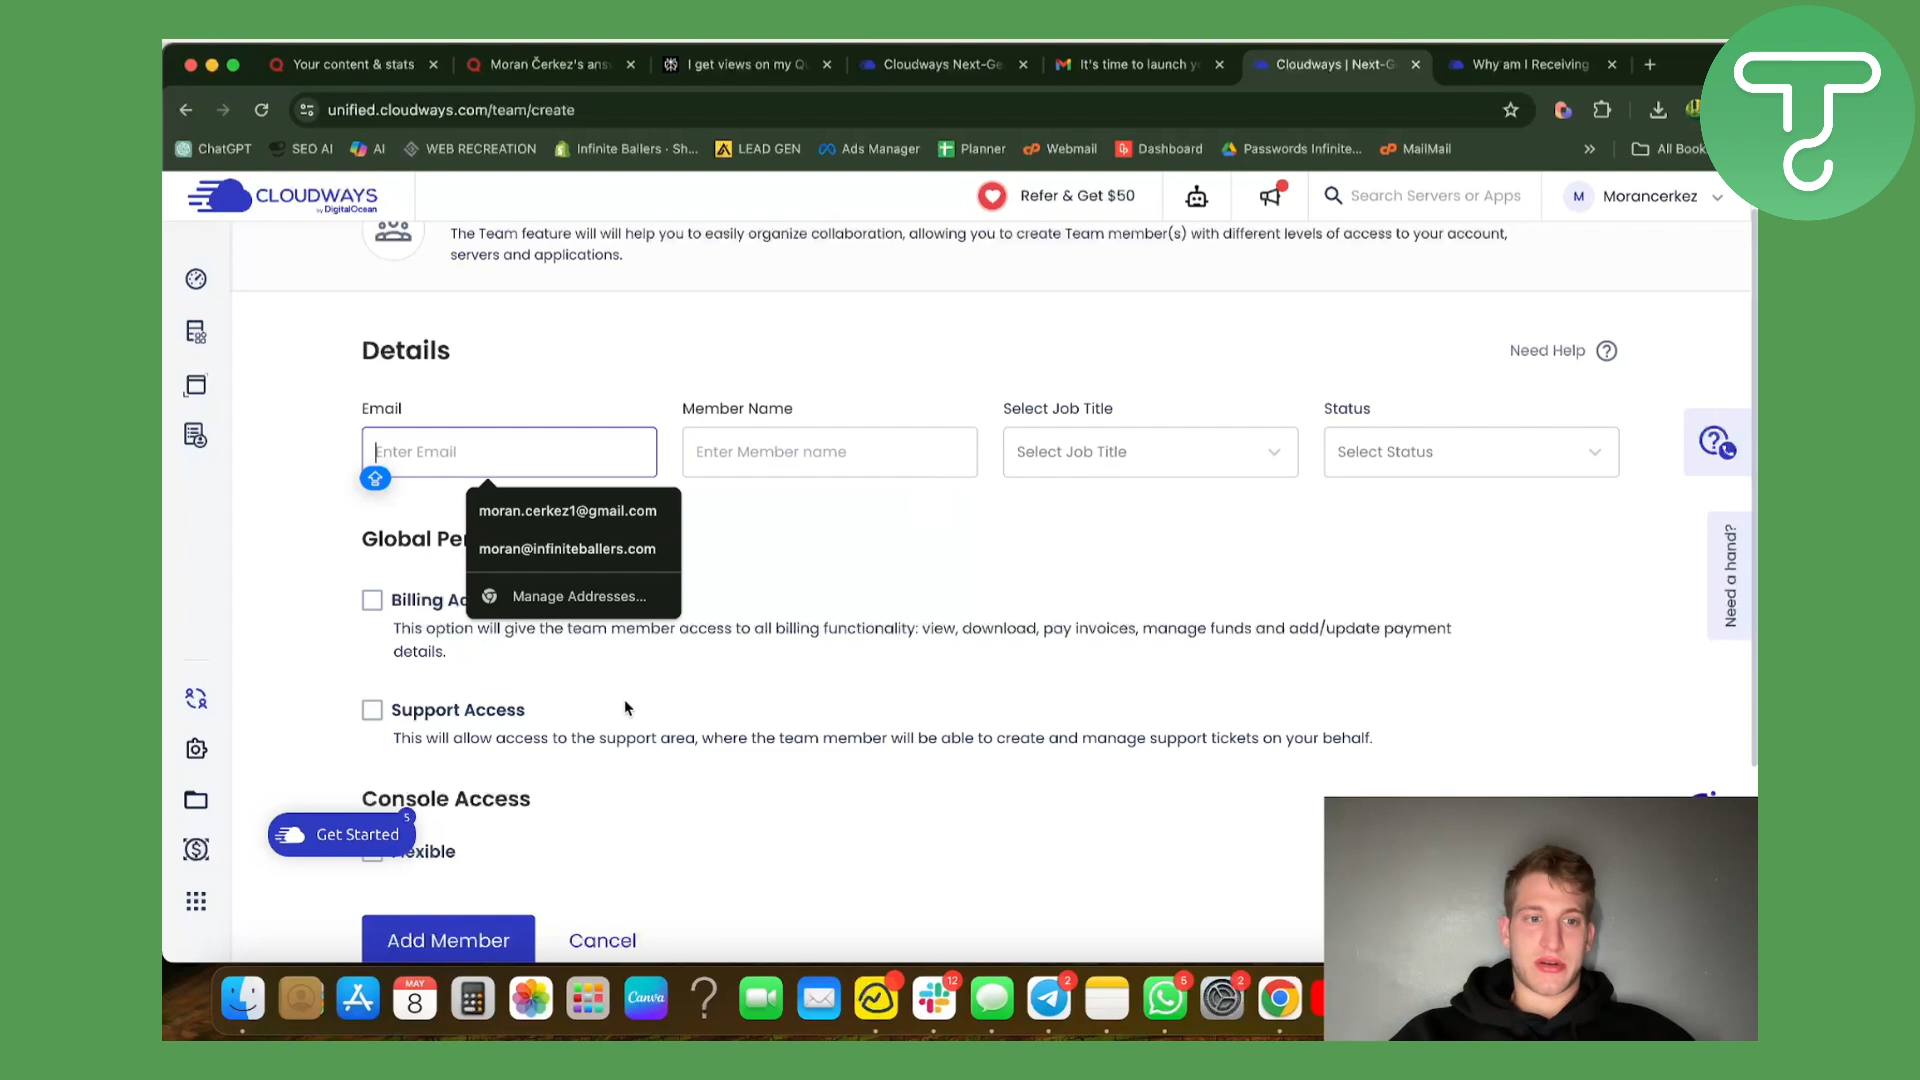 Your content & stats
Moran Čerkez's ans
I get views on my Q
Cloudways Next-Ge
It's time to launch y
Cloudways | Next-G
Why am I Receiving
unified.cloudways.com/team/create
ChatGPT
SEO AI
AI
WEB RECREATION
Infinite Ballers · Sh...
LEAD GEN
Ads Manager
Planner
Webmail
Dashboard
Passwords Infinite...
MailMail
All Book
CLOUDWAYS
by DigitalOcean
Refer & Get $50
Search Servers or Apps
M
Morancerkez
The Team feature will will help you to easily organize collaboration, allowing you to create Team member(s) with different levels of access to your account,
servers and applications.
Details
Need Help
Email
Member Name
Select Job Title
Status
Enter Email
Enter Member name
Select Job Title
Select Status
moran.cerkez1@gmail.com
moran@infiniteballers.com
Manage Addresses...
Global Pe
Need a hand?
Billing Ac
This option will give the team member access to all billing functionality: view, download, pay invoices, manage funds and add/update payment
details.
Support Access
This will allow access to the support area, where the team member will be able to create and manage support tickets on your behalf.
Console Access
Get Started
5
exible
Add Member
Cancel
MAY
8
Canva
12
2
5
2